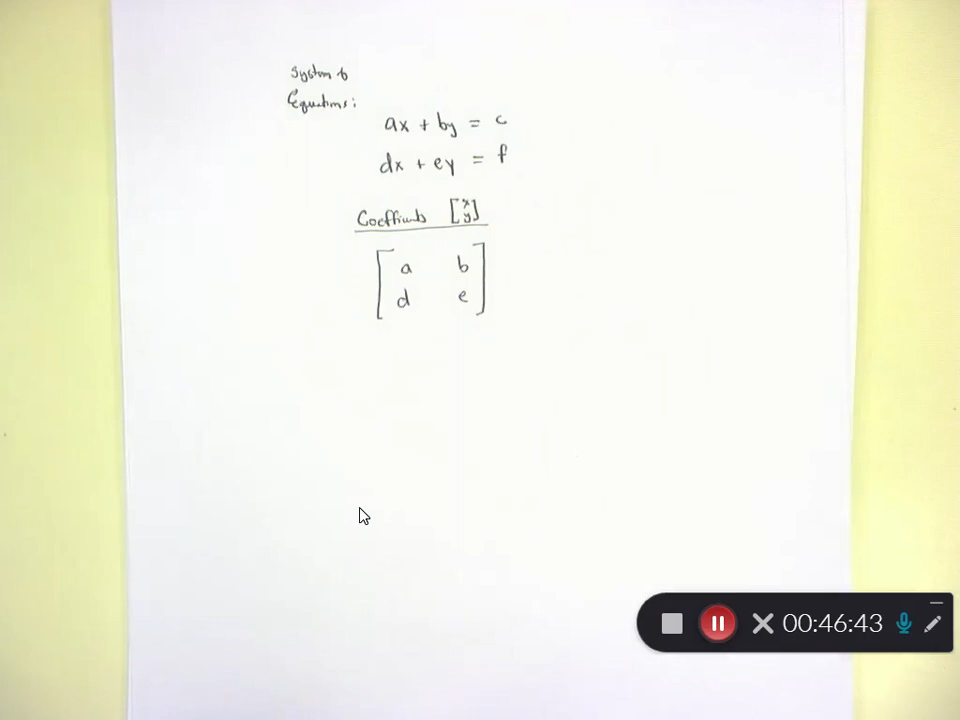 System of
Equations:
ax + by = c
dx + ey = f
Coefficients [x y]
[a b
d e]
00:46:43